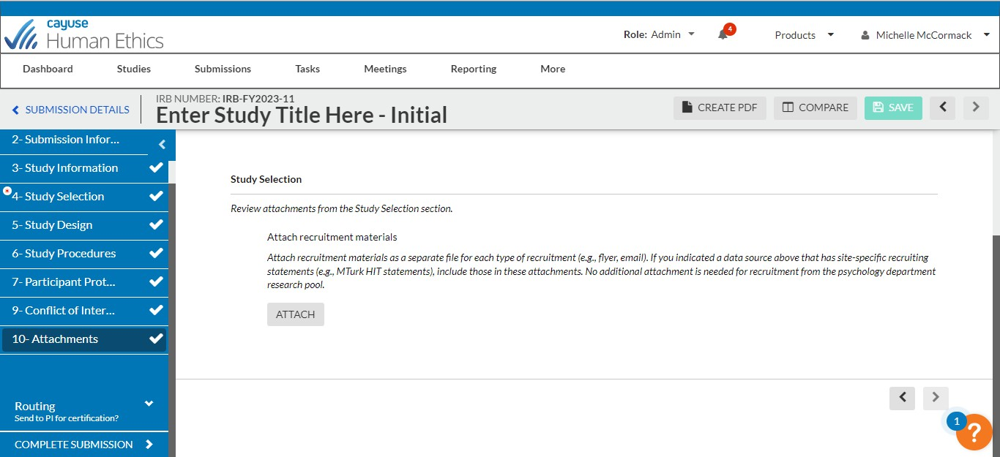 cayuse
Human Ethics
Role: Admin
4
Products
Michelle McCormack
Dashboard
Studies
Submissions
Tasks
Meetings
Reporting
More
SUBMISSION DETAILS
IRB NUMBER: IRB-FY2023-11
Enter Study Title Here - Initial
CREATE PDF
COMPARE
SAVE
2- Submission Infor...
3- Study Information
4- Study Selection
5- Study Design
6- Study Procedures
7- Participant Prot...
9- Conflict of Inter...
10- Attachments
Routing
Send to PI for certification?
COMPLETE SUBMISSION
Study Selection
Review attachments from the Study Selection section.
Attach recruitment materials
Attach recruitment materials as a separate file for each type of recruitment (e.g., flyer, email). If you indicated a data source above that has site-specific recruiting
statements (e.g., MTurk HIT statements), include those in these attachments. No additional attachment is needed for recruitment from the psychology department
research pool.
ATTACH
1
?